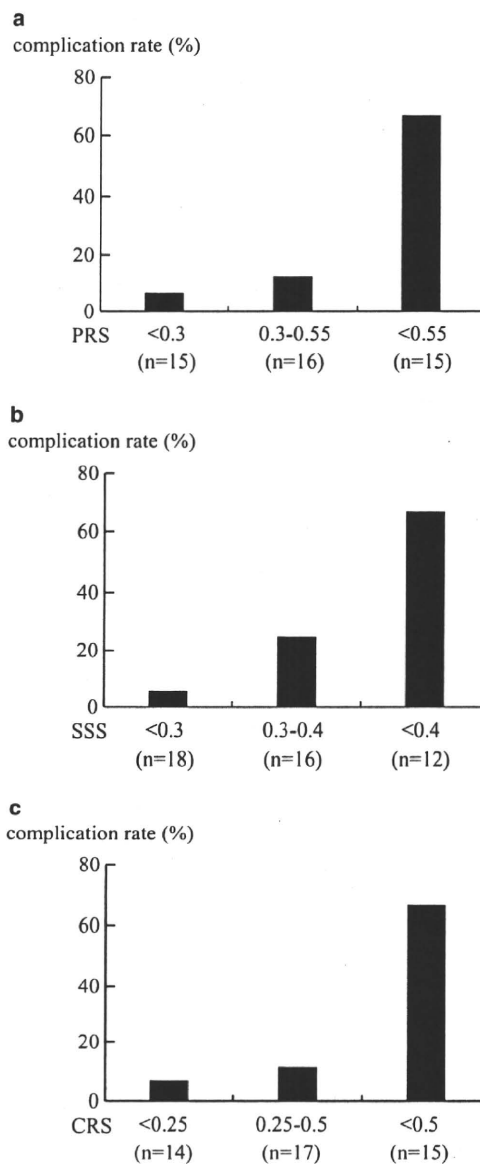 a
complication rate (%)
80
60
40
20
0
PRS <0.3 0.3-0.55 <0.55
(n=15) (n=16) (n=15)
b
complication rate (%)
80
60
40
20
0
SSS <0.3 0.3-0.4 <0.4
(n=18) (n=16) (n=12)
c
complication rate (%)
80
60
40
20
0
CRS <0.25 0.25-0.5 <0.5
(n=14) (n=17) (n=15)